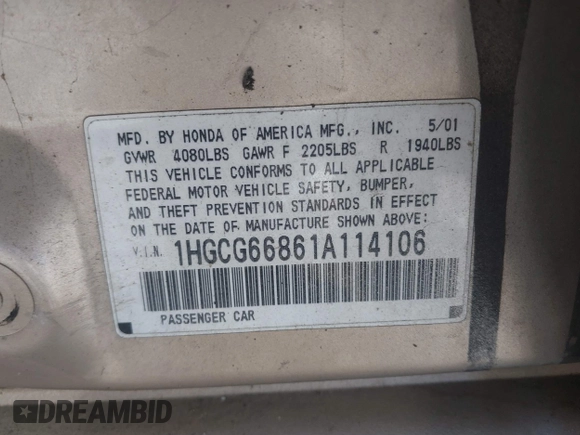 MFD. BY HONDA OF AMERICA MFG., INC. 5/01
GVWR 4080LBS GAWR F 2205LBS R 1940LBS
THIS VEHICLE CONFORMS TO ALL APPLICABLE
FEDERAL MOTOR VEHICLE SAFETY, BUMPER,
AND THEFT PREVENTION STANDARDS IN EFFECT
ON THE DATE OF MANUFACTURE SHOWN ABOVE:
V.I.N. 1HGCG66861A114106
PASSENGER CAR
DREAMBID